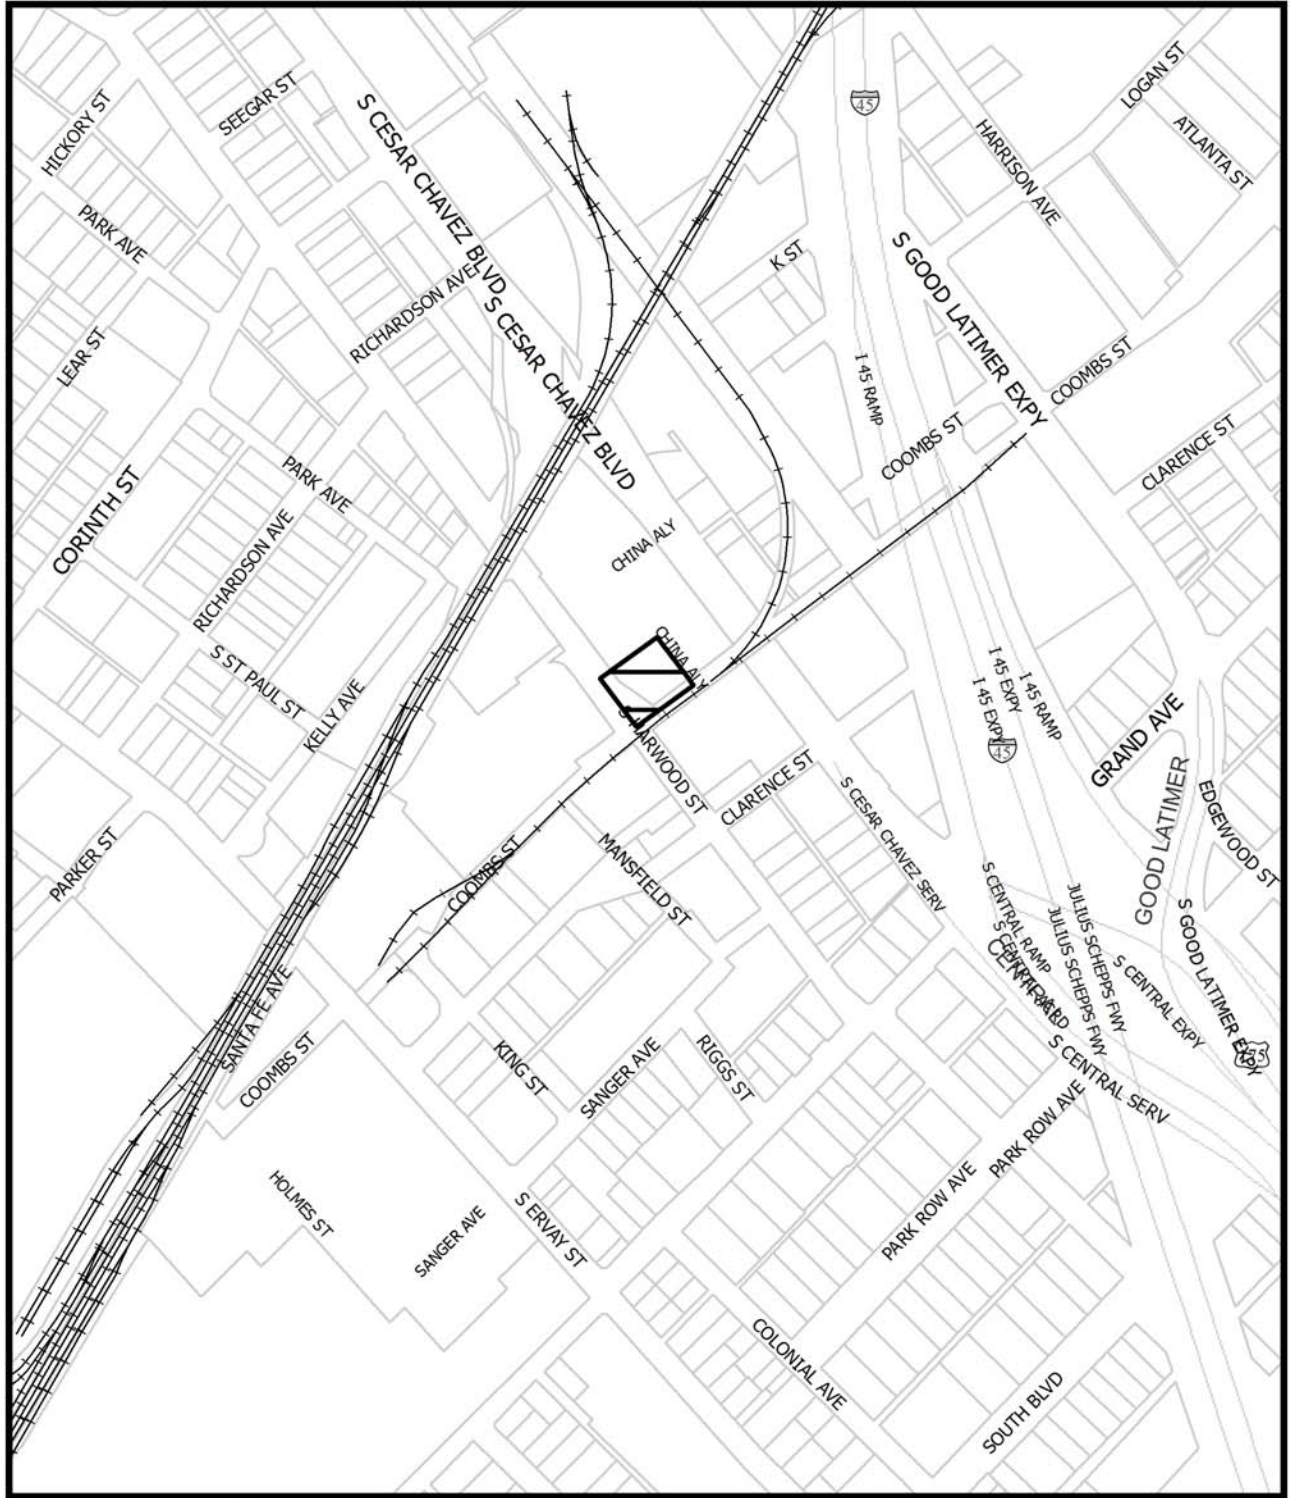 LOGAN ST
SEEGAR ST
45
HICKORY ST
S CESAR CHAVEZ BLVD
HARRISON AVE
ATLANTA ST
PARK AVE
K ST
S GOOD LATIMER EXPY
RICHARDSON AVE
LEAR ST
S CESAR CHAVEZ BLVD
COOMBS ST
I 45 RAMP
COOMBS ST
CLARENCE ST
PARK AVE
CORINTH ST
RICHARDSON AVE
CHINA ALY
CHINA ALY
S ST PAUL ST
KELLY AVE
I 45 EXPY
I 45 RAMP
I 45 EXPY
45
GRAND AVE
S HARWOOD ST
CLARENCE ST
S CESAR CHAVEZ SERV
GOOD LATIMER
EDGEWOOD ST
PARKER ST
COOMBS ST
MANSFIELD ST
S CENTRAL RAMP
JULIUS SCHEPPS FWY
JULIUS SCHEPPS FWY
S GOOD LATIMER EXPY
S CENTRAL EXPY
SANTA FE AVE
COOMBS ST
KING ST
SANGER AVE
RIGGS ST
S CENTRAL SERV
PARK ROW AVE
PARK ROW AVE
HOLMES ST
SANGER AVE
S ERVAY ST
COLONIAL AVE
SOUTH BLVD